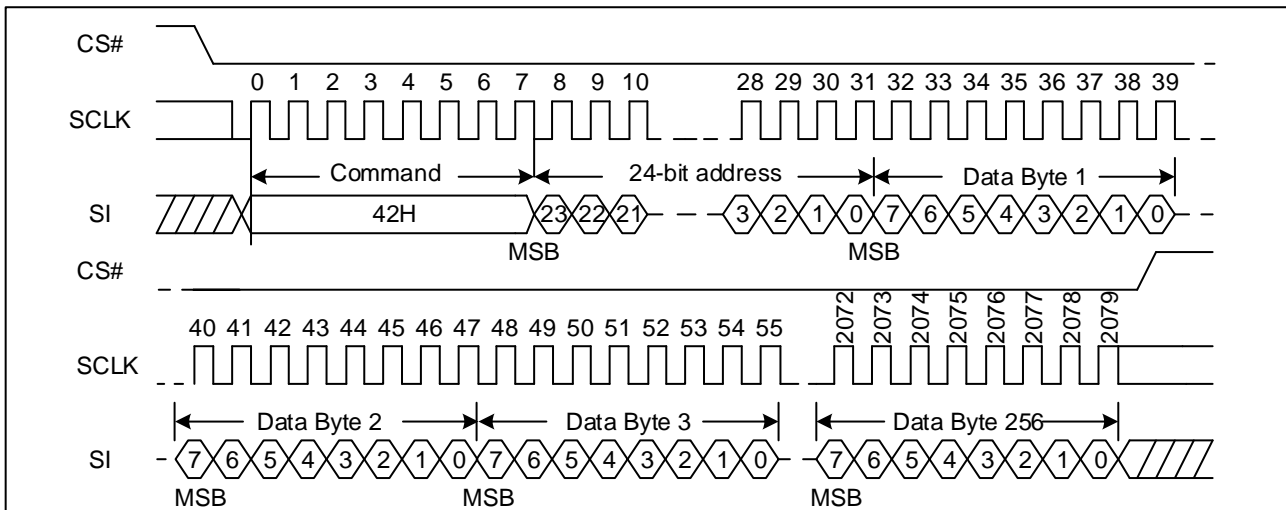 CS#
0 1 2 3 4 5 6 7 8 9 10 28 29 30 31 32 33 34 35 36 37 38 39
SCLK
Command 24-bit address Data Byte 1
SI 42H 23 22 21 3 2 1 0 7 6 5 4 3 2 1 0
MSB MSB
CS#
40 41 42 43 44 45 46 47 48 49 50 51 52 53 54 55 2072 2073 2074 2075 2076 2077 2078 2079
SCLK
Data Byte 2 Data Byte 3 Data Byte 256
SI 7 6 5 4 3 2 1 0 7 6 5 4 3 2 1 0 7 6 5 4 3 2 1 0
MSB MSB MSB